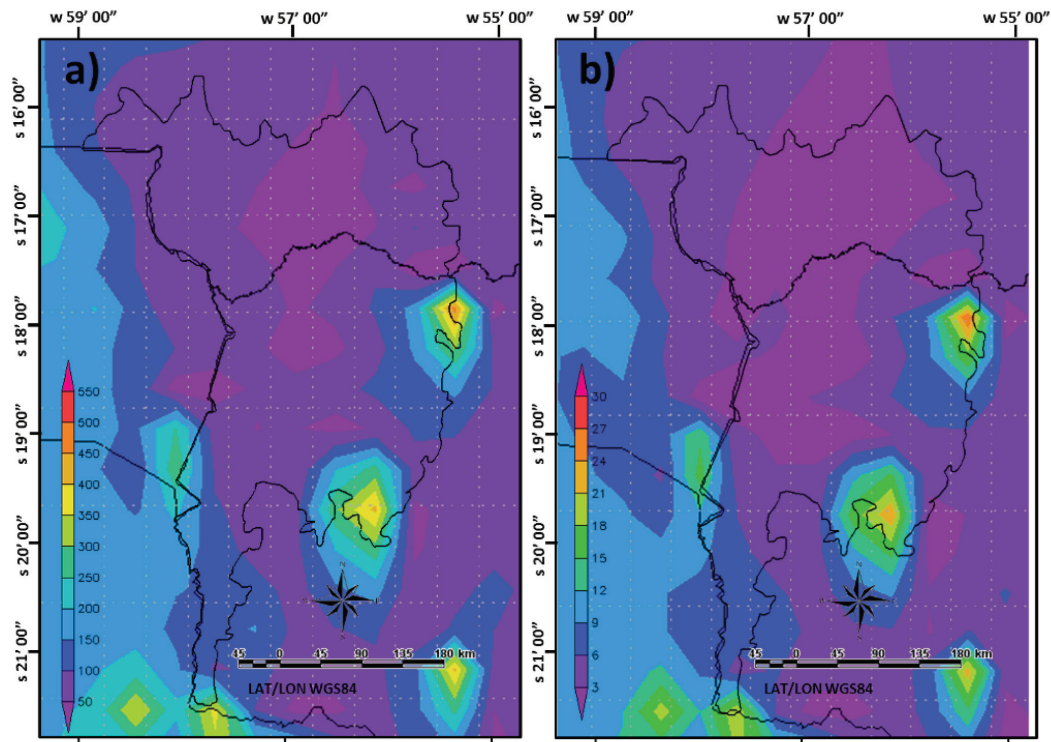 w 59' 00” w 57' 00” w 55' 00” w 59' 00” w 57' 00” w 55' 00”
a) b)
s 16' 00” s 16' 00”
s 17' 00” s 17' 00”
s 18' 00” s 18' 00”
s 19' 00” s 19' 00”
s 20' 00” s 20' 00”
s 21' 00” s 21' 00”
550 30
500 27
450 24
400 21
350 18
300 15
250 12
200 9
150 6
100 3
50
N N
45 0 45 90 135 180 km 45 0 45 90 135 180 km
LAT/LON WGS84 LAT/LON WGS84